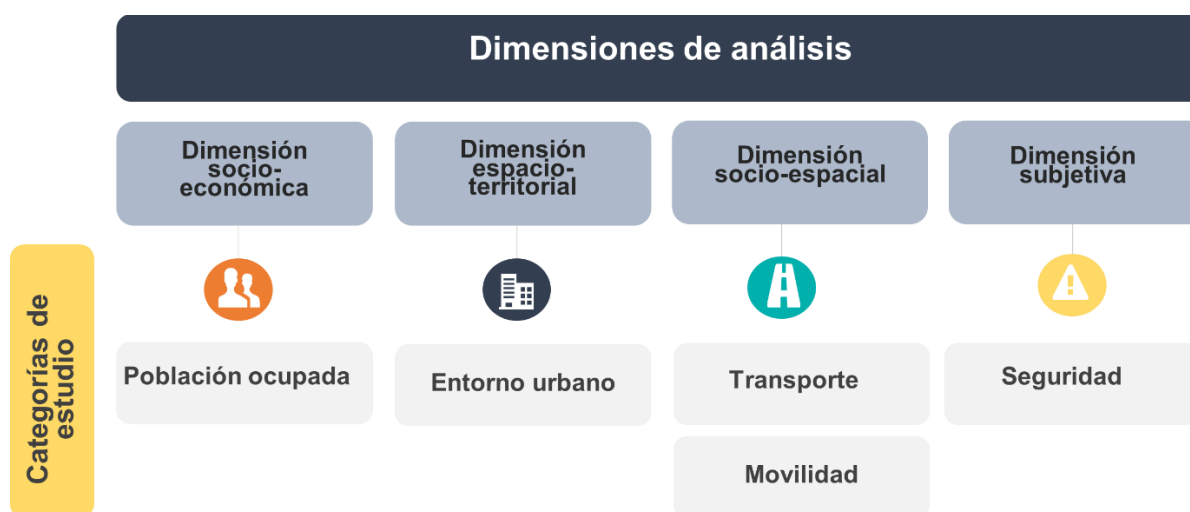 Dimensiones de análisis
Dimensión
socio-
económica
Dimensión
espacio-
territorial
Dimensión
socio-espacial
Dimensión
subjetiva
Categorías de
estudio
Población ocupada
Entorno urbano
Transporte
Seguridad
Movilidad